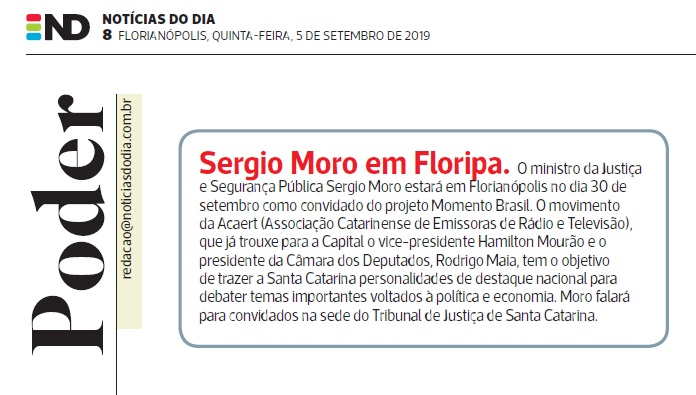 ND NOTÍCIAS DO DIA
8 FLORIANÓPOLIS, QUINTA-FEIRA, 5 DE SETEMBRO DE 2019
Poder
redacao@noticiasdodia.com.br
Sergio Moro em Floripa. O ministro da Justiça
e Segurança Pública Sergio Moro estará em Florianópolis no dia 30 de
setembro como convidado do projeto Momento Brasil. O movimento
da Acaert (Associação Catarinense de Emissoras de Rádio e Televisão),
que já trouxe para a Capital o vice-presidente Hamilton Mourão e o
presidente da Câmara dos Deputados, Rodrigo Maia, tem o objetivo
de trazer a Santa Catarina personalidades de destaque nacional para
debater temas importantes voltados à política e economia. Moro falará
para convidados na sede do Tribunal de Justiça de Santa Catarina.